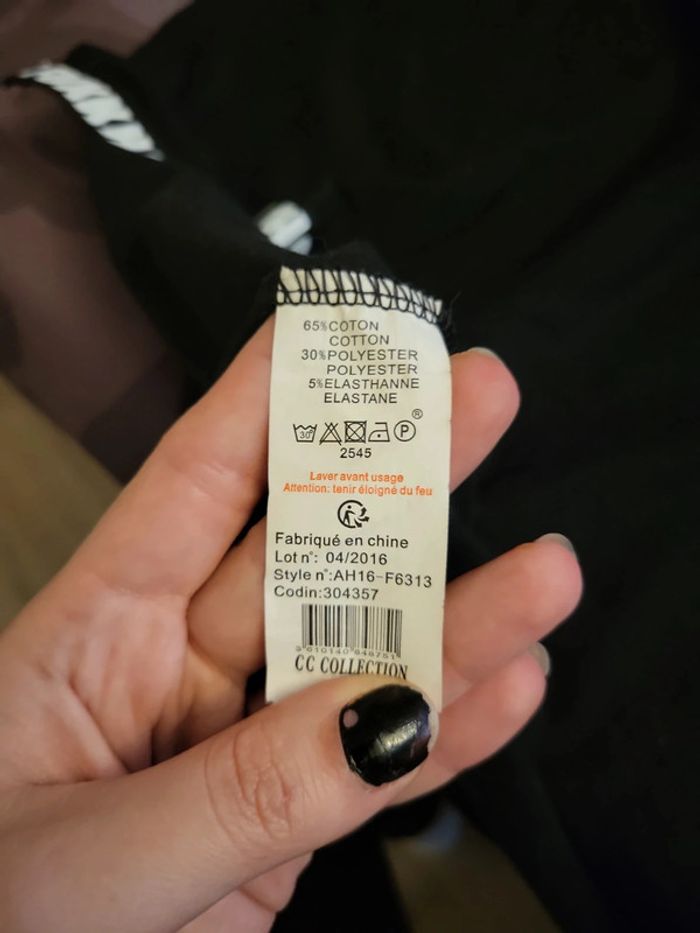 65%COTON
COTTON
30%POLYESTER
POLYESTER
5%ELASTHANNE
ELASTANE
30° P ®
2545
Laver avant usage
Attention: tenir éloigné du feu
Fabriqué en chine
Lot n°: 04/2016
Style n°:AH16-F6313
Codin:304357
CC COLLECTION